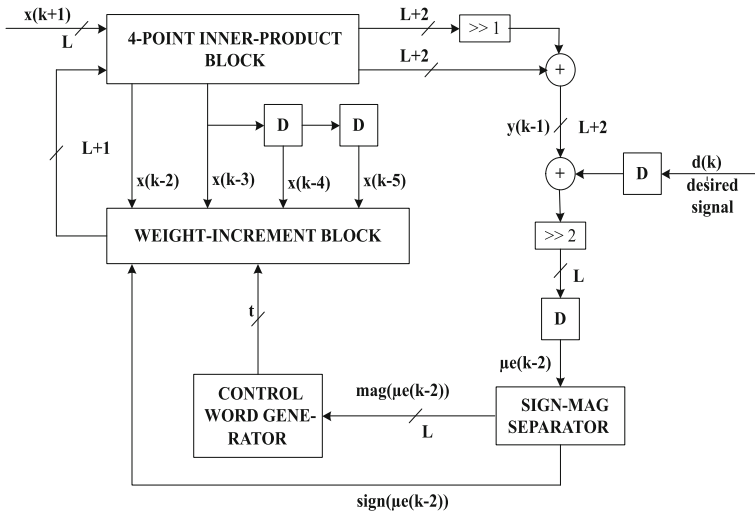 x(k+1)
L
4-POINT INNER-PRODUCT
BLOCK
L+2
>> 1
L+2
+
L+1
D
D
x(k-2)
x(k-3)
x(k-4)
x(k-5)
y(k-1)
L+2
+
D
d(k)
desired
signal
WEIGHT-INCREMENT BLOCK
>> 2
L
t
D
μe(k-2)
CONTROL
WORD GENE-
RATOR
mag(μe(k-2))
L
SIGN-MAG
SEPARATOR
sign(μe(k-2))